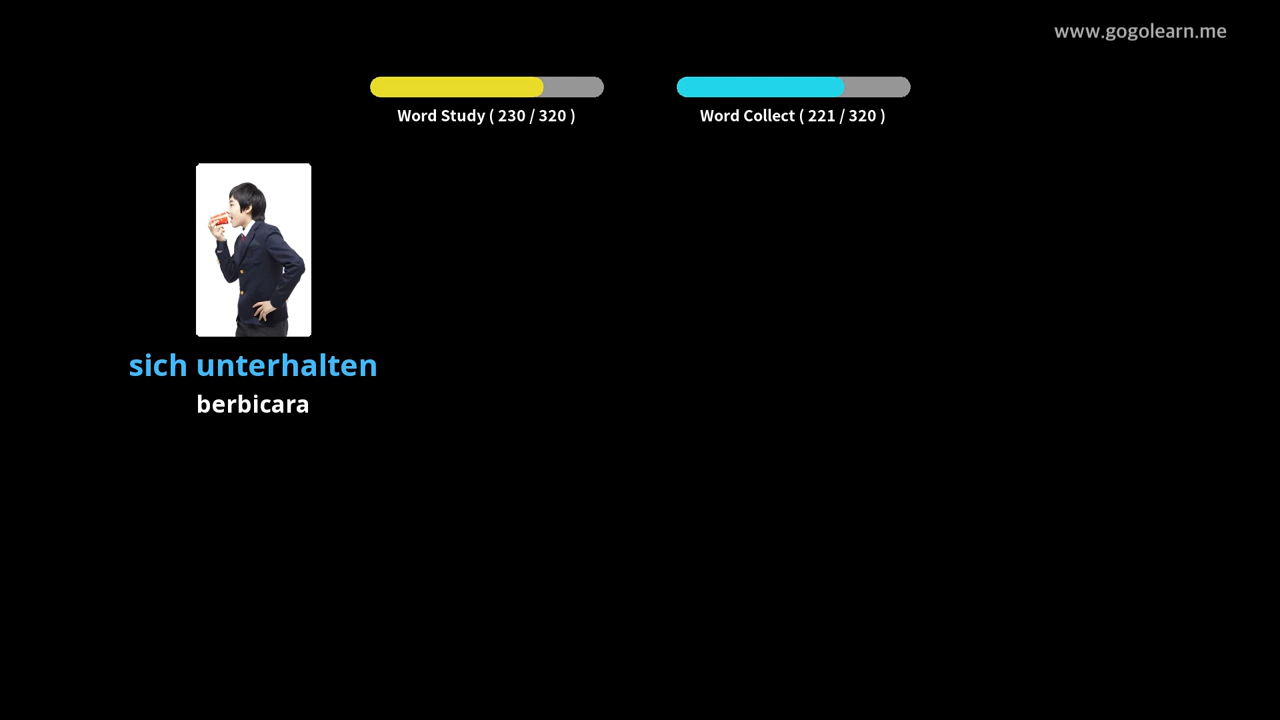 www.gogolearn.me
Word Study ( 230 / 320 )
Word Collect ( 221 / 320 )
sich unterhalten
berbicara